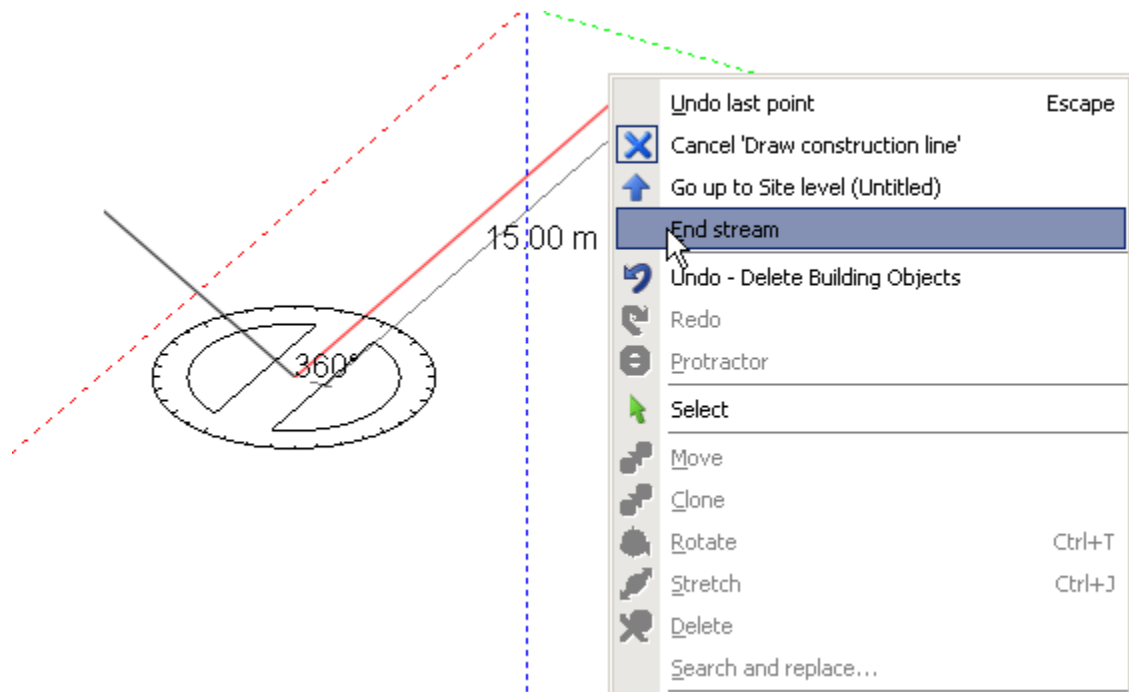 Undo last point Escape
Cancel 'Draw construction line'
Go up to Site level (Untitled)
15.00 m
End stream
Undo - Delete Building Objects
Redo
360°
Protractor
Select
Move
Clone
Rotate Ctrl+T
Stretch Ctrl+J
Delete
Search and replace...